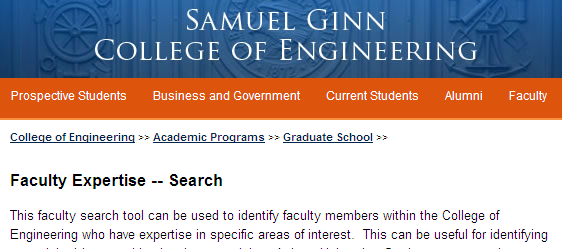 SAMUEL GINN
COLLEGE OF ENGINEERING
Prospective Students Business and Government Current Students Alumni Faculty
College of Engineering >> Academic Programs >> Graduate School >>
Faculty Expertise -- Search
This faculty search tool can be used to identify faculty members within the College of
Engineering who have expertise in specific areas of interest. This can be useful for identifying